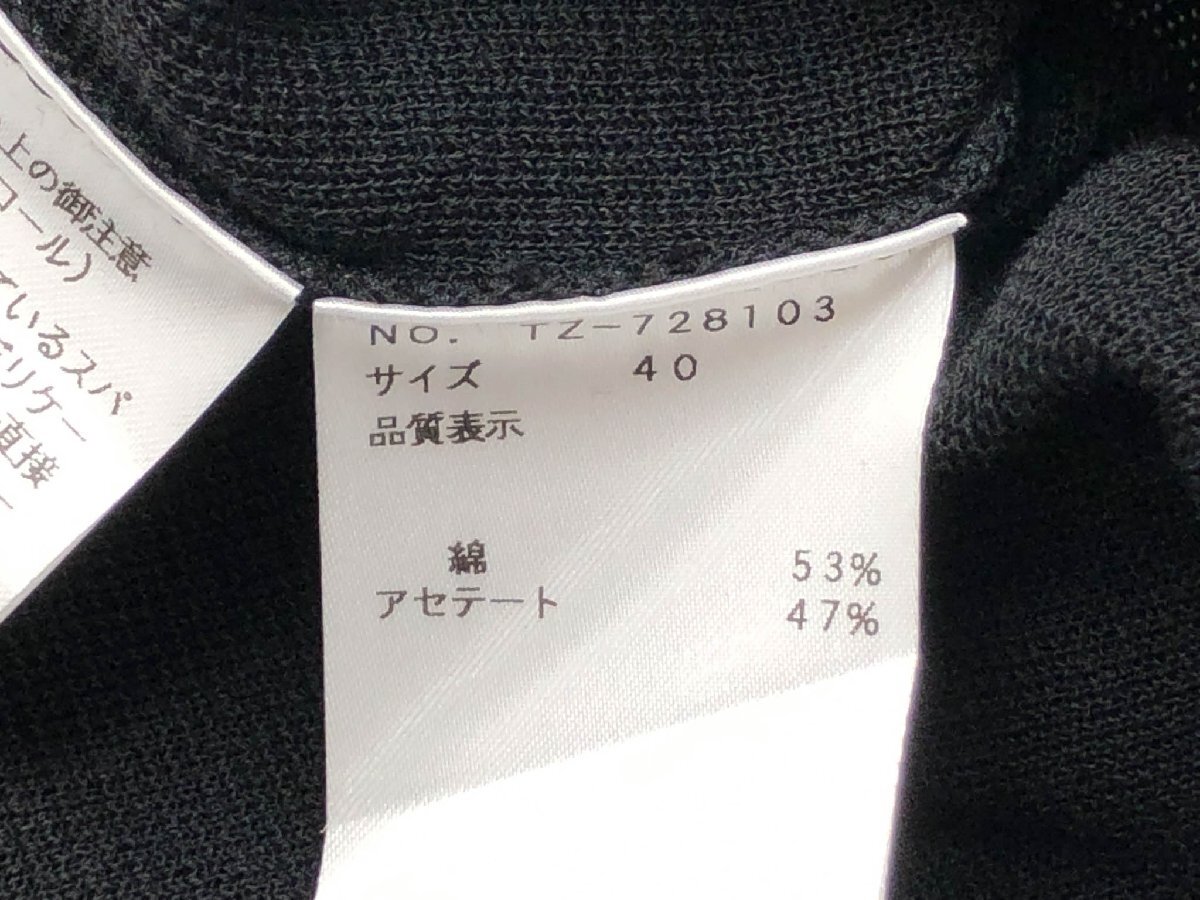 上の御注意
コール)
ているスパ
リケー
直接
NO. TZ-728103
サイズ 40
品質表示
綿 53%
アセテート 47%